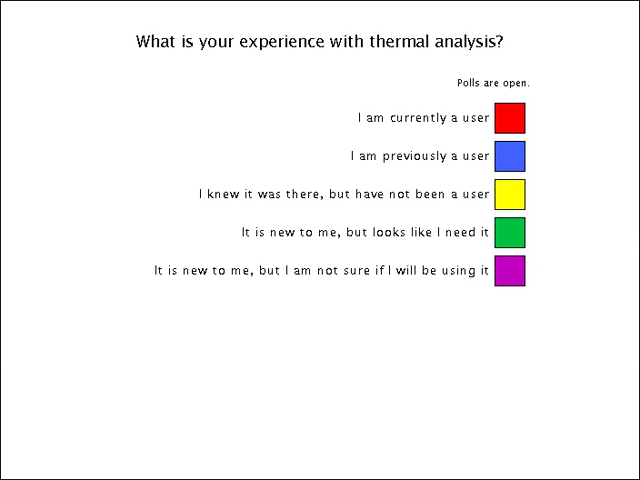 What is your experience with thermal analysis?
Polls are open.
I am currently a user
I am previously a user
I knew it was there, but have not been a user
It is new to me, but looks like I need it
It is new to me, but I am not sure if I will be using it